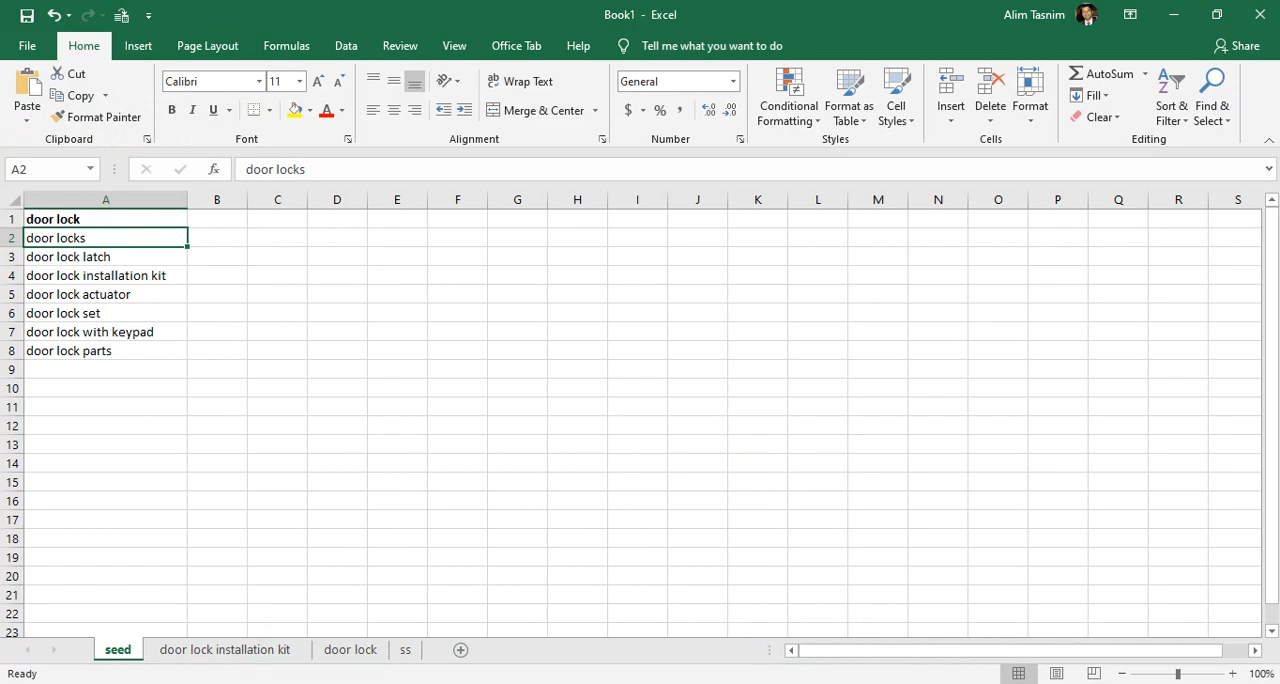 Book1 - Excel
Alim Tasnim
File Home Insert Page Layout Formulas Data Review View Office Tab Help Tell me what you want to do Share
Paste
Cut
Copy
Format Painter
Clipboard
Calibri 11
B I U
A
Font
Wrap Text
Merge & Center
Alignment
General
$ % ,
Number
Conditional Formatting
Format as Table
Cell Styles
Styles
Insert Delete Format
Cells
AutoSum
Fill
Clear
Sort & Filter
Find & Select
Editing
A2 fx door locks
A B C D E F G H I J K L M N O P Q R S
1 door lock
2 door locks
3 door lock latch
4 door lock installation kit
5 door lock actuator
6 door lock set
7 door lock with keypad
8 door lock parts
9
10
11
12
13
14
15
16
17
18
19
20
21
22
23
seed door lock installation kit door lock ss
Ready 100%